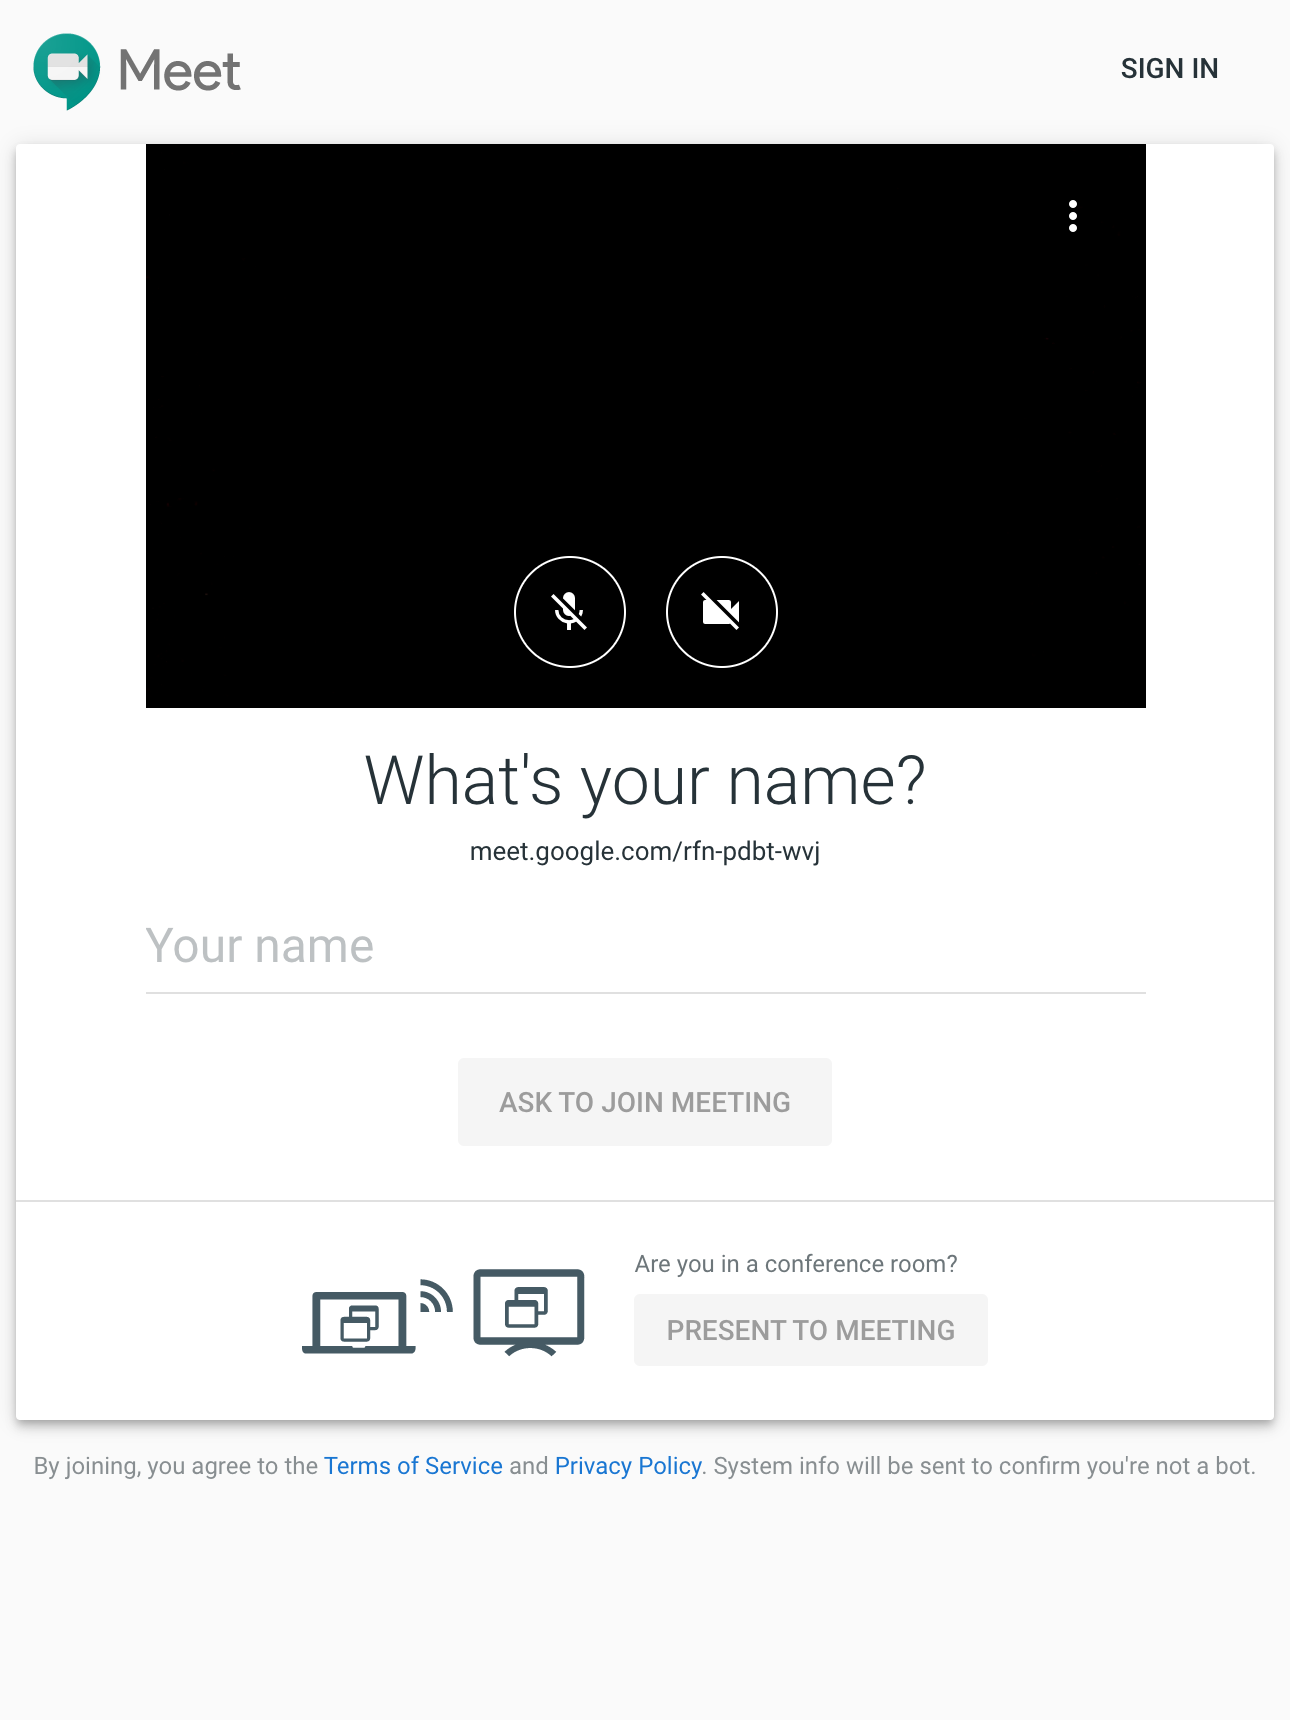 Meet
SIGN IN
What's your name?
meet.google.com/rfn-pdbt-wvj
Your name
ASK TO JOIN MEETING
Are you in a conference room?
PRESENT TO MEETING
By joining, you agree to the Terms of Service and Privacy Policy. System info will be sent to confirm you're not a bot.